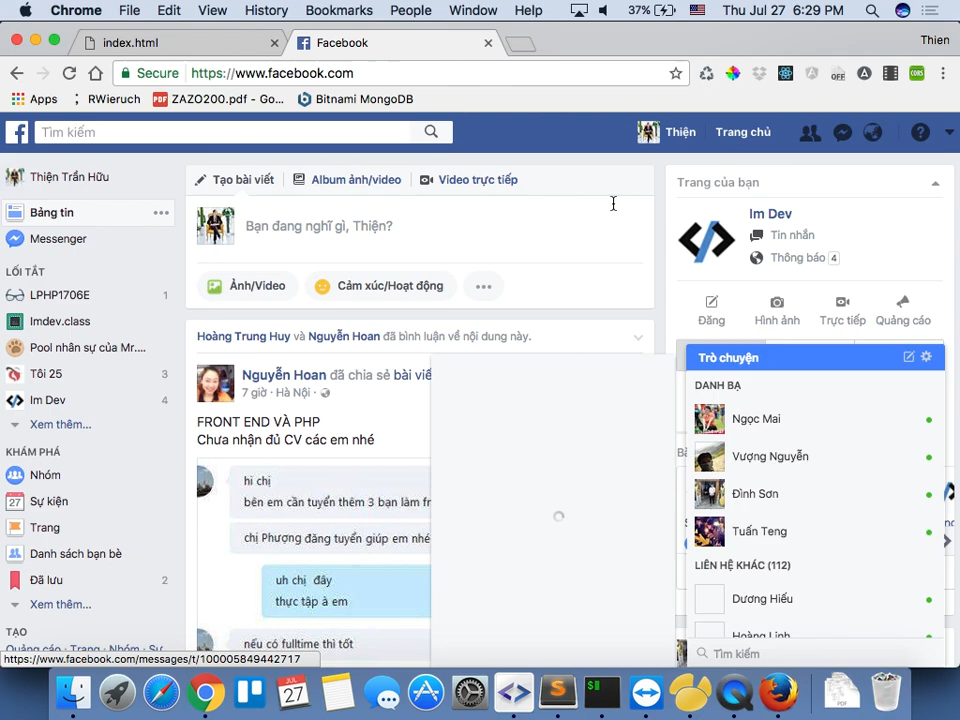 Chrome File Edit View History Bookmarks People Window Help 37% Thu Jul 27 6:29 PM
index.html Facebook Thien
Secure https://www.facebook.com OFF CORS
Apps ; RWieruch PDF ZAZO200.pdf - Go... Bitnami MongoDB
Tìm kiếm Thiện Trang chủ
Thiện Trần Hữu
Bảng tin
Messenger
LỐI TẮT
LPHP1706E 1
Imdev.class
Pool nhân sự của Mr....
Tôi 25 3
Im Dev 4
Xem thêm...
KHÁM PHÁ
Nhóm
27 Sự kiện
Trang
Danh sách bạn bè
Đã lưu 2
Xem thêm...
TẠO
Quảng cáo · Trang · Nhóm · Sự
https://www.facebook.com/messages/t/100005849442717
Tạo bài viết Album ảnh/video Video trực tiếp
Bạn đang nghĩ gì, Thiện?
Ảnh/Video Cảm xúc/Hoạt động
Hoàng Trung Huy và Nguyễn Hoan đã bình luận về nội dung này.
Nguyễn Hoan đã chia sẻ bài viế
7 giờ · Hà Nội ·
FRONT END VÀ PHP
Chưa nhận đủ CV các em nhé
hi chị
bên em cần tuyển thêm 3 bạn làm fr
chị Phượng đăng tuyển giúp em nhé
uh chị đây
thực tập à em
nếu có fulltime thì tốt
Trang của bạn
Im Dev
Tin nhắn
Thông báo 4
Đăng Hình ảnh Trực tiếp Quảng cáo
Trò chuyện
DANH BẠ
Ngọc Mai
Vượng Nguyễn
Đình Sơn
Tuấn Teng
LIÊN HỆ KHÁC (112)
Dương Hiếu
Hoàng Linh
Tìm kiếm
JUL
27
PDF